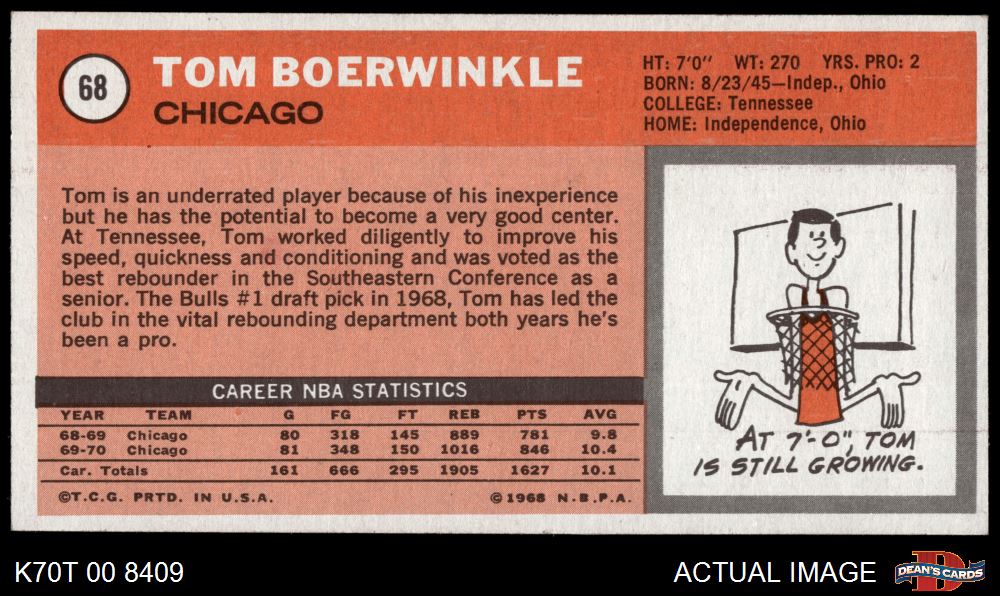 68
TOM BOERWINKLE
CHICAGO
HT: 7'0" WT: 270 YRS. PRO: 2
BORN: 8/23/45—Indep., Ohio
COLLEGE: Tennessee
HOME: Independence, Ohio
Tom is an underrated player because of his inexperience
but he has the potential to become a very good center.
At Tennessee, Tom worked diligently to improve his
speed, quickness and conditioning and was voted as the
best rebounder in the Southeastern Conference as a
senior. The Bulls #1 draft pick in 1968, Tom has led the
club in the vital rebounding department both years he's
been a pro.
CAREER NBA STATISTICS
YEAR TEAM G FG FT REB PTS AVG
68-69 Chicago 80 318 145 889 781 9.8
69-70 Chicago 81 348 150 1016 846 10.4
Car. Totals 161 666 295 1905 1627 10.1
©T.C.G. PRTD. IN U.S.A. ©1968 N.B.P.A.
AT 7'-0", TOM
IS STILL GROWING.
K70T 00 8409
ACTUAL IMAGE
D
DEAN'S CARDS